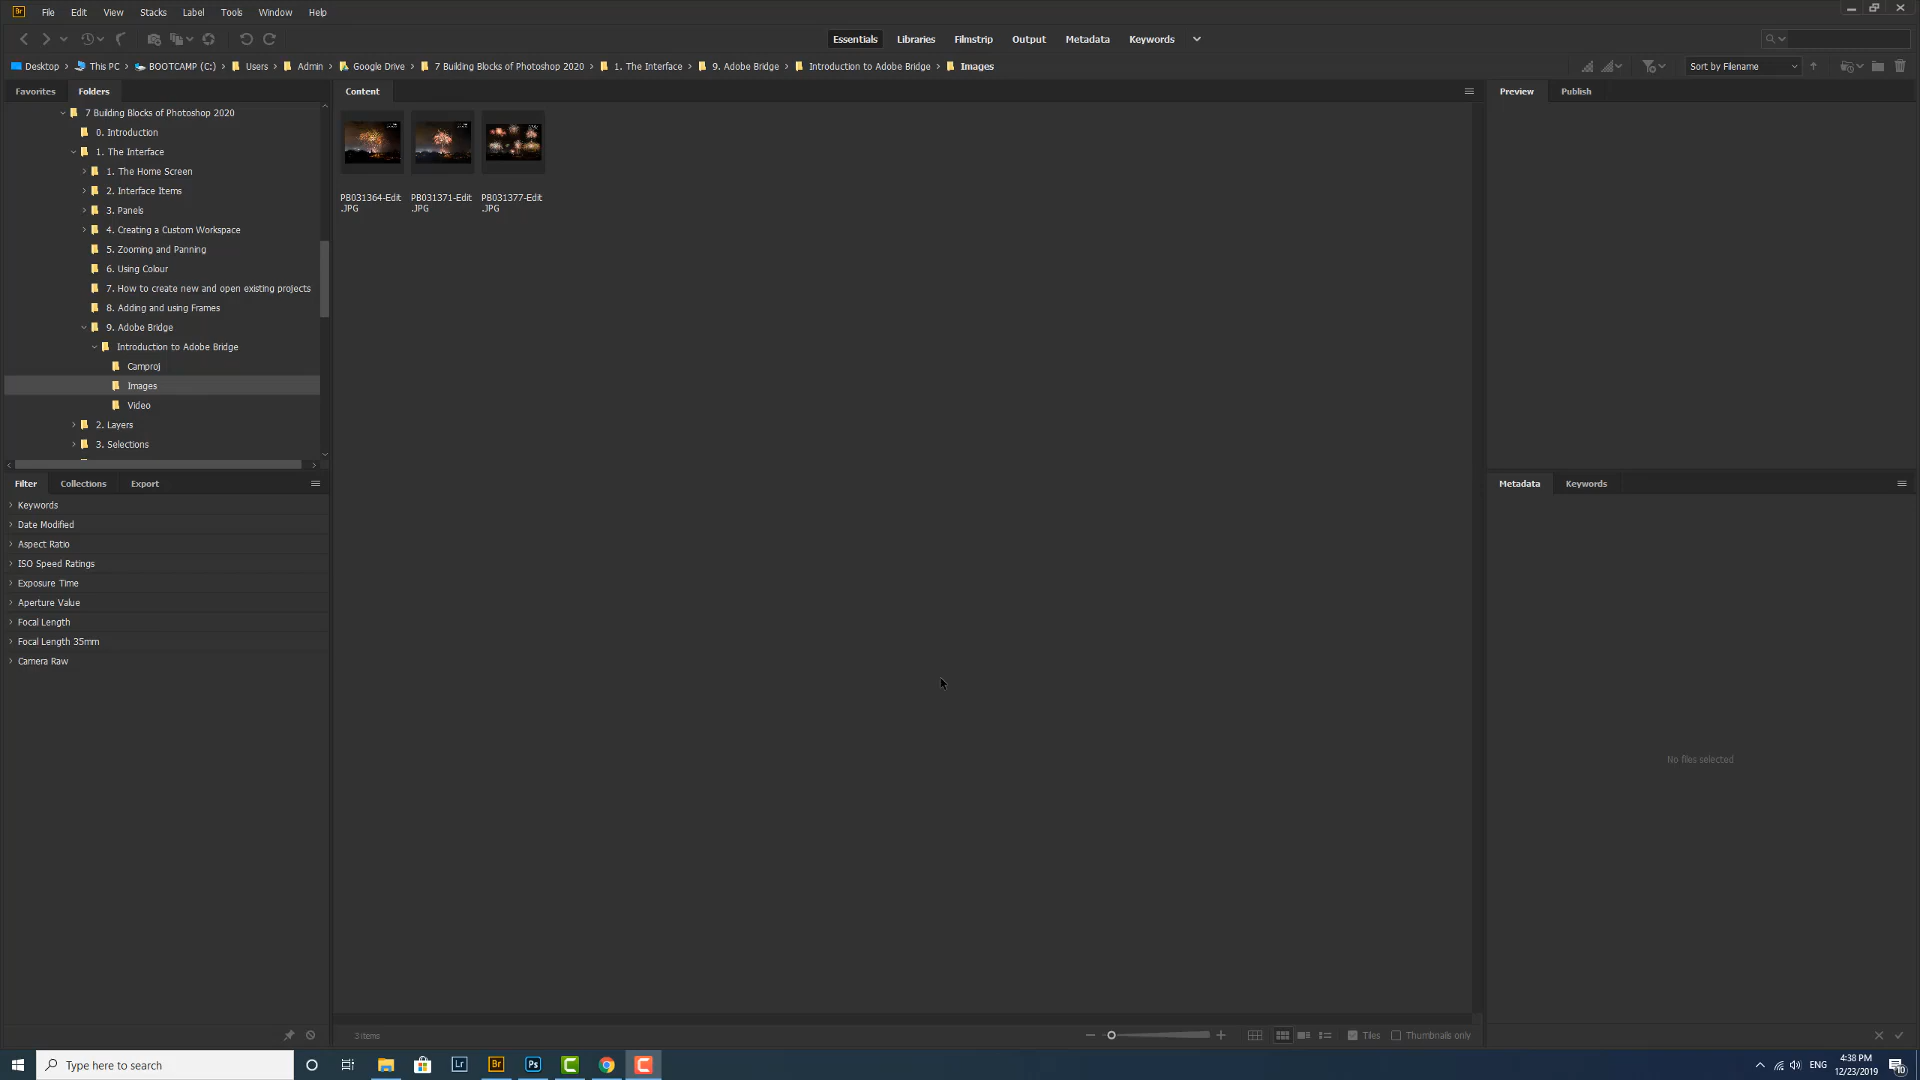 Br File Edit View Stacks Label Tools Window Help
Essentials Libraries Filmstrip Output Metadata Keywords
Desktop This PC BOOTCAMP (C:) Users Admin Google Drive 7 Building Blocks of Photoshop 2020 1. The Interface 9. Adobe Bridge Introduction to Adobe Bridge Images Sort by Filename
Favorites Folders
7 Building Blocks of Photoshop 2020
0. Introduction
1. The Interface
1. The Home Screen
2. Interface Items
3. Panels
4. Creating a Custom Workspace
5. Zooming and Panning
6. Using Colour
7. How to create new and open existing projects
8. Adding and using Frames
9. Adobe Bridge
Introduction to Adobe Bridge
Camproj
Images
Video
2. Layers
3. Selections
Filter Collections Export
Keywords
Date Modified
Aspect Ratio
ISO Speed Ratings
Exposure Time
Aperture Value
Focal Length
Focal Length 35mm
Camera Raw
Content
PB031364-Edit
.JPG
PB031371-Edit
.JPG
PB031377-Edit
.JPG
3 items
Tiles Thumbnails only
Preview Publish
Metadata Keywords
No files selected
Type here to search
Lr Br Ps
ENG
4:38 PM
12/23/2019
10